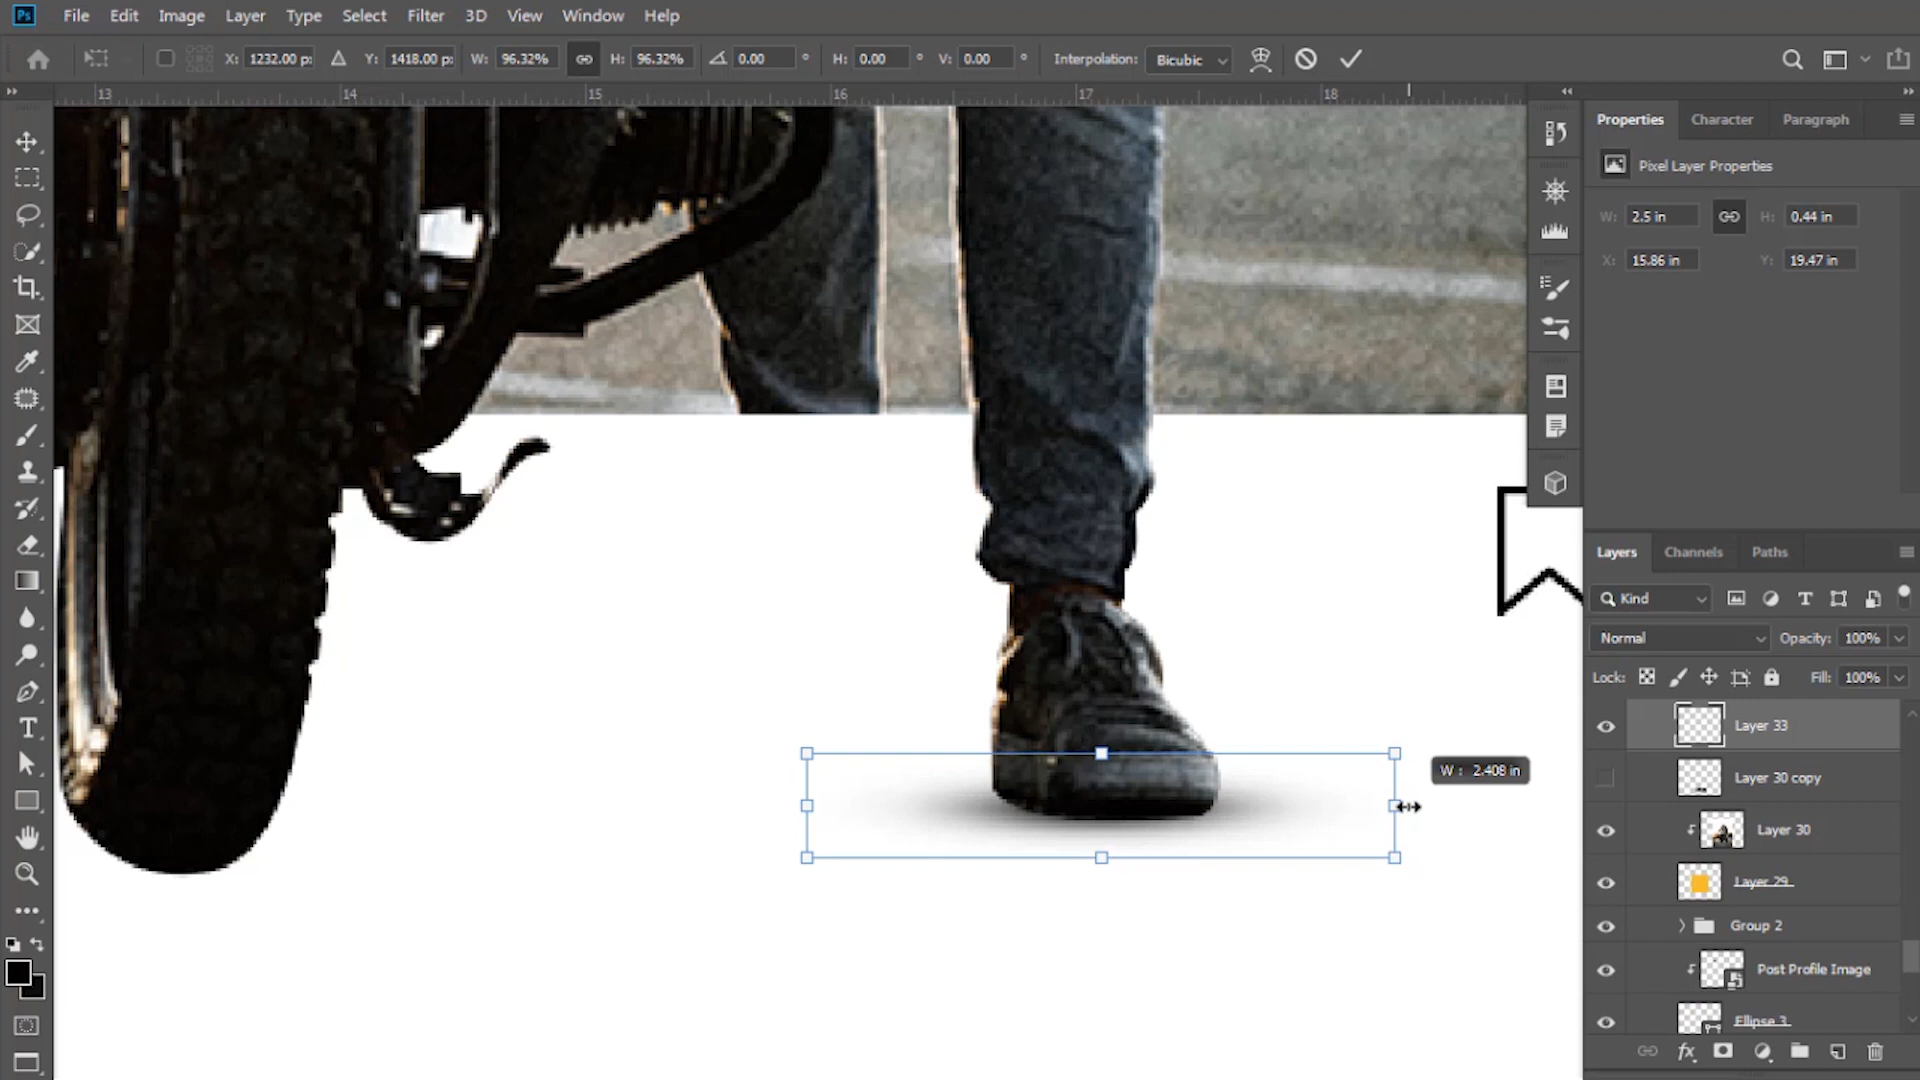 Ps File Edit Image Layer Type Select Filter 3D View Window Help
X: 1232.00 p: Y: 1418.00 p: W: 96.32% H: 96.32% 0.00 ° H: 0.00 ° V: 0.00 ° Interpolation: Bicubic
13 14 15 16 17 18
Properties Character Paragraph
Pixel Layer Properties
W: 2.5 in H: 0.44 in
X: 15.86 in Y: 19.47 in
W : 2.408 in
Layers Channels Paths
Kind
Normal Opacity: 100%
Lock: Fill: 100%
Layer 33
Layer 30 copy
Layer 30
Layer 29
Group 2
Post Profile Image
Ellipse 3
fx